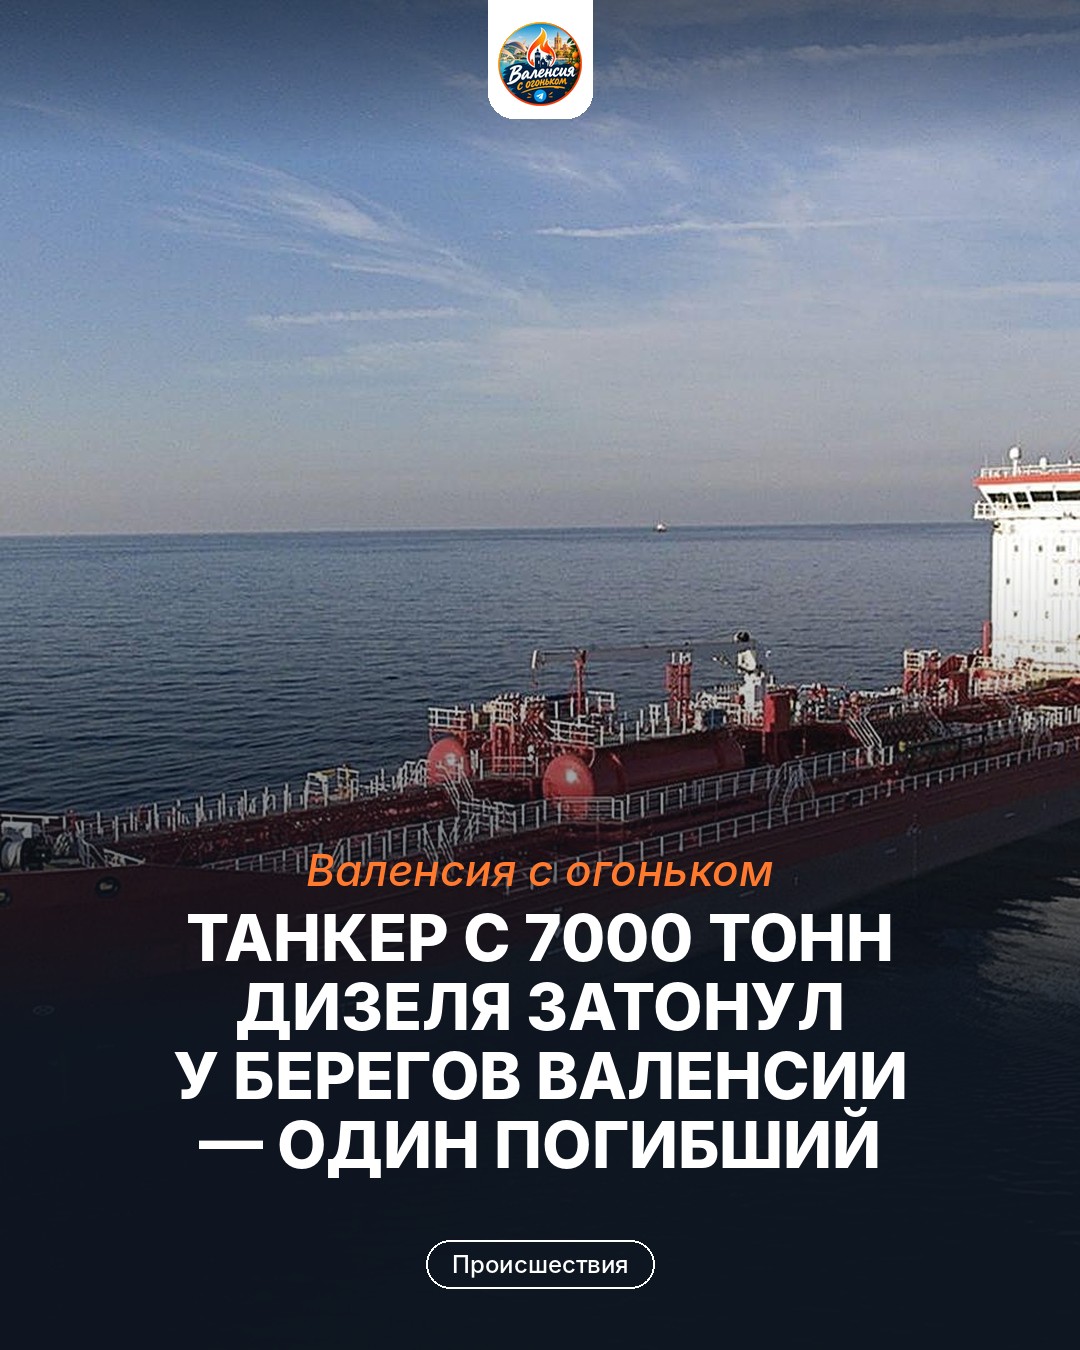 Валенсия
с огоньком
Валенсия с огоньком
ТАНКЕР С 7000 ТОНН
ДИЗЕЛЯ ЗАТОНУЛ
У БЕРЕГОВ ВАЛЕНСИИ
— ОДИН ПОГИБШИЙ
Происшествия